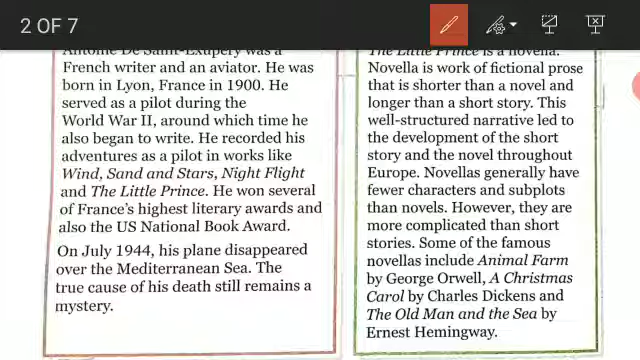 2 OF 7
Antoine De Saint-Exupery was a
French writer and an aviator. He was
born in Lyon, France in 1900. He
served as a pilot during the
World War II, around which time he
also began to write. He recorded his
adventures as a pilot in works like
Wind, Sand and Stars, Night Flight
and The Little Prince. He won several
of France's highest literary awards and
also the US National Book Award.
On July 1944, his plane disappeared
over the Mediterranean Sea. The
true cause of his death still remains a
mystery.
The Little Prince is a novella.
Novella is work of fictional prose
that is shorter than a novel and
longer than a short story. This
well-structured narrative led to
the development of the short
story and the novel throughout
Europe. Novellas generally have
fewer characters and subplots
than novels. However, they are
more complicated than short
stories. Some of the famous
novellas include Animal Farm
by George Orwell, A Christmas
Carol by Charles Dickens and
The Old Man and the Sea by
Ernest Hemingway.